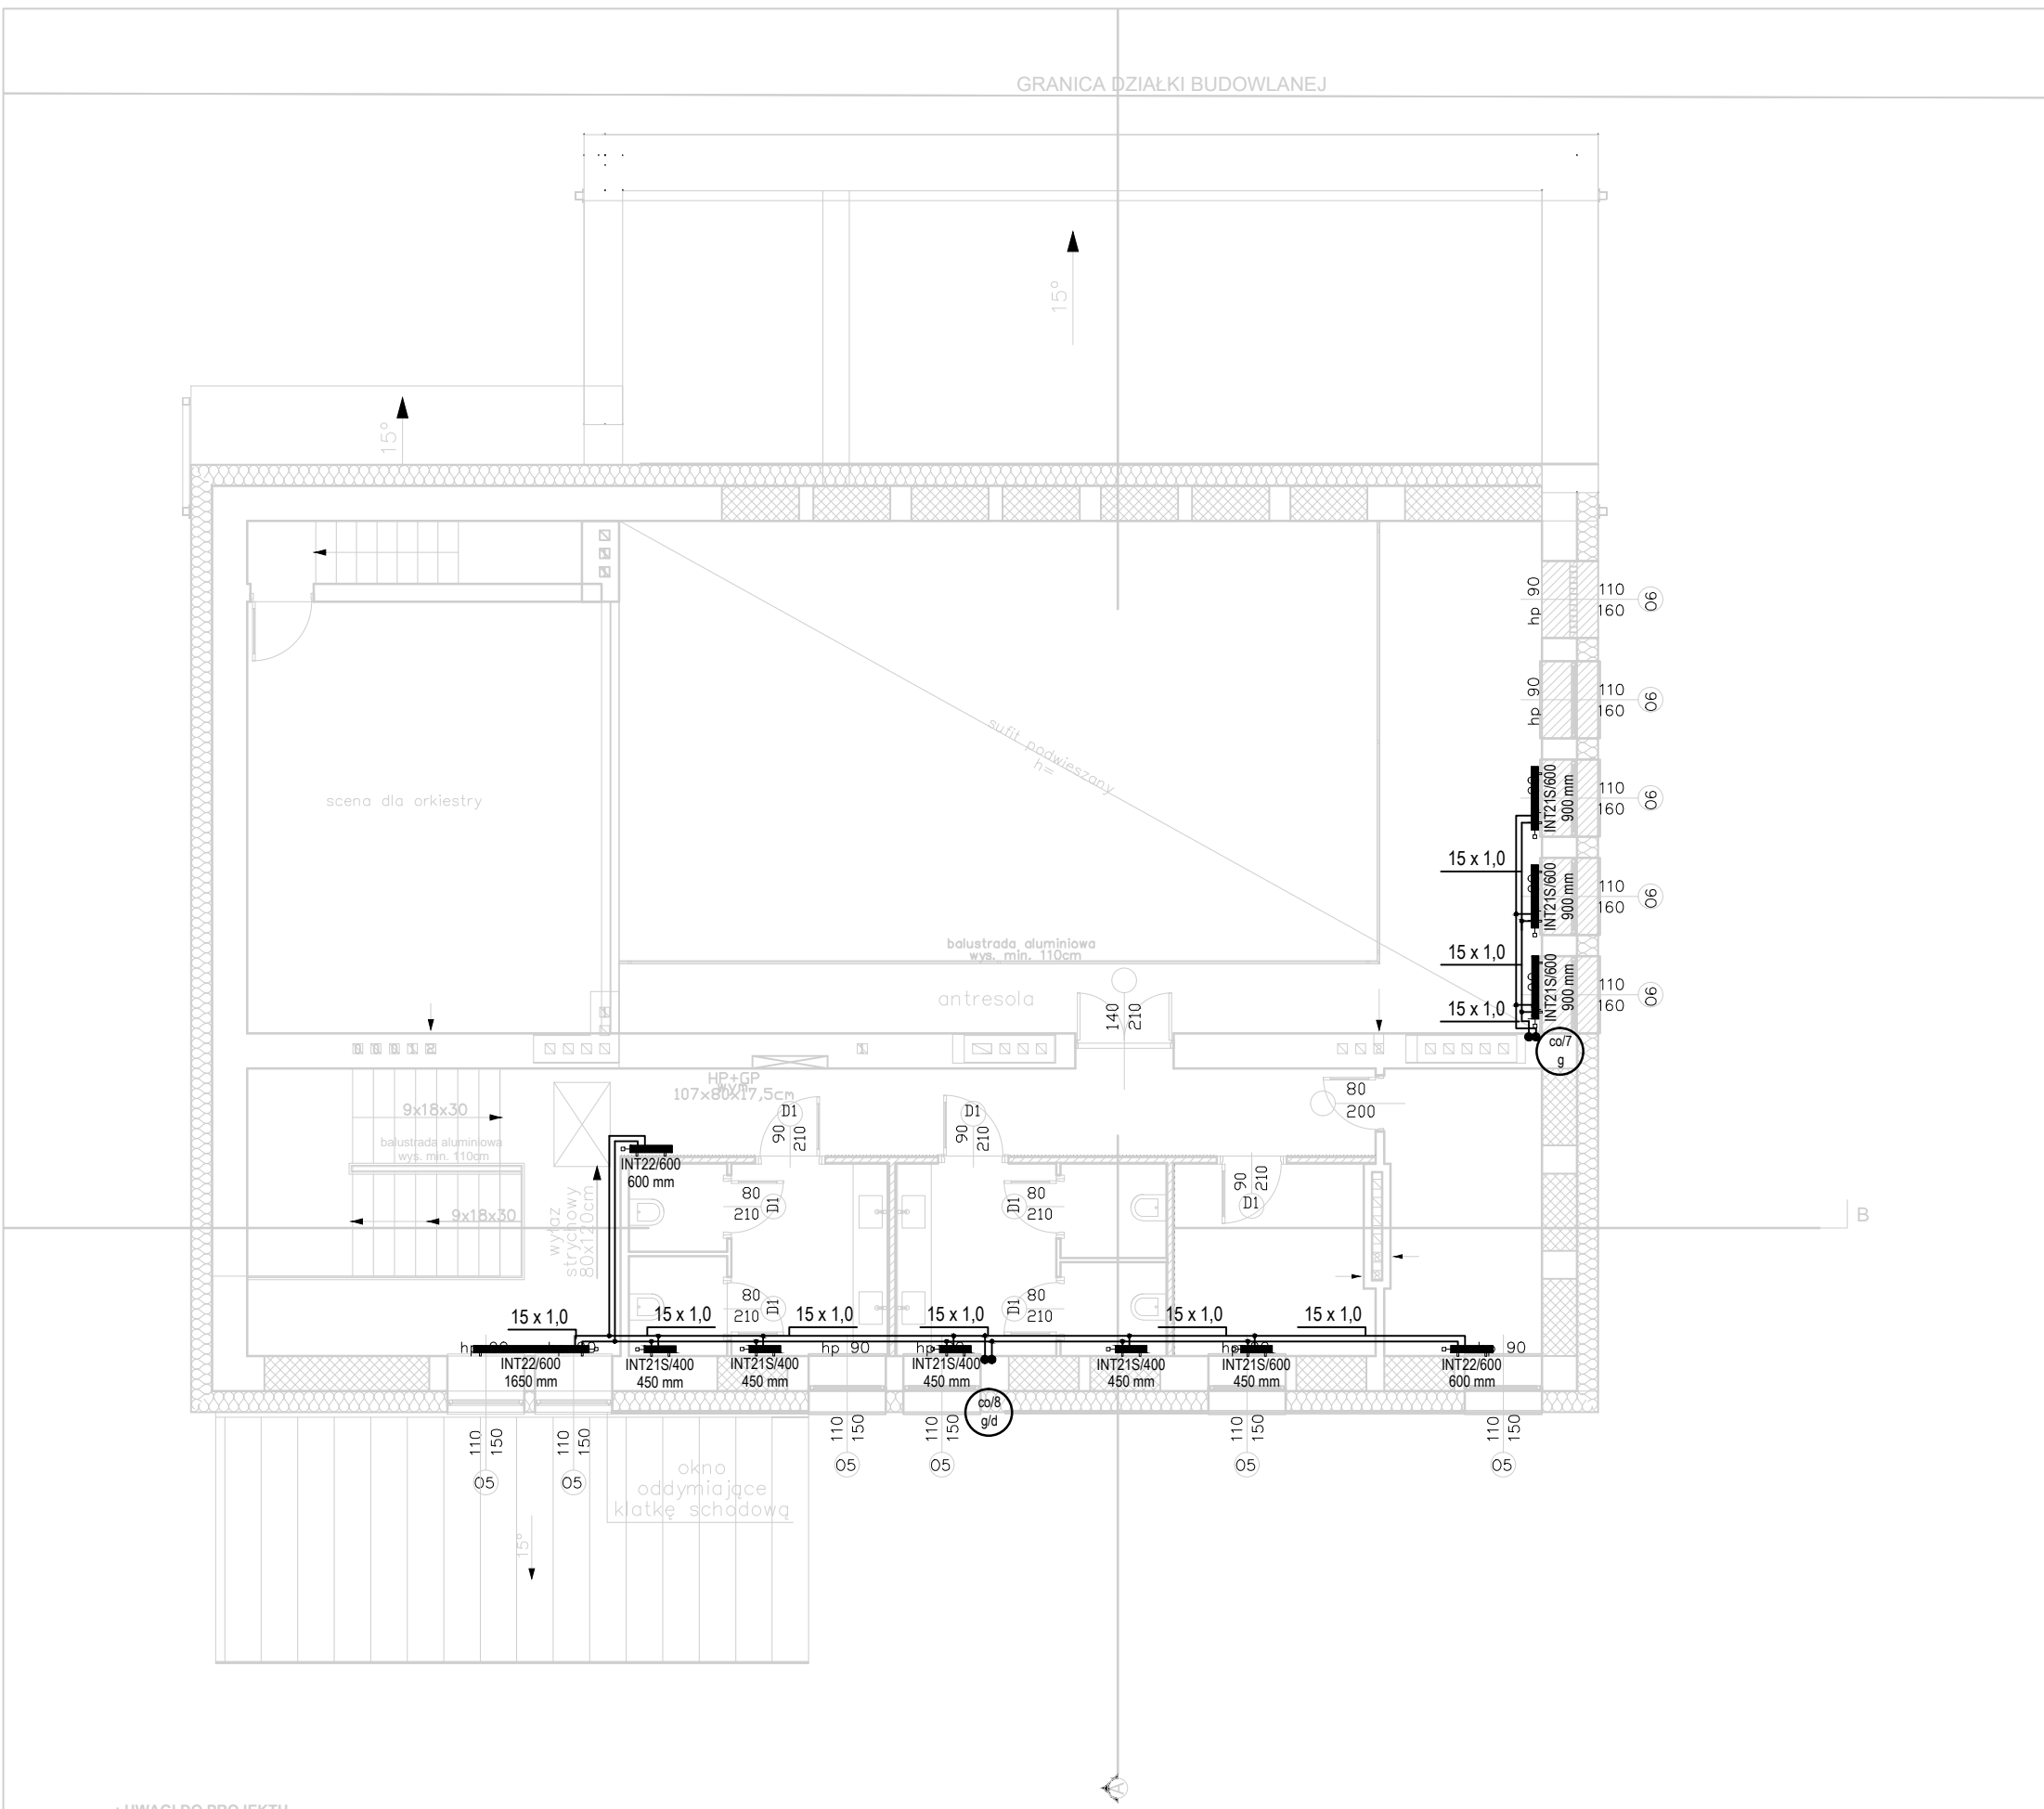 GRANICA DZIAŁKI BUDOWLANEJ
15°
15°
hp 90
110
160
O6
hp 90
110
160
O6
sufit podwieszany
h=
scena dla orkiestry
INT21S/600
900 mm
110
160
O6
15 x 1,0
INT21S/600
900 mm
110
160
O6
balustrada aluminiowa
wys. min. 110cm
15 x 1,0
antresola
INT21S/600
900 mm
110
160
O6
140
210
15 x 1,0
co/7
g
HP+GP
wym.
107x80x17,5cm
80
200
9x18x30
D1
D1
90
210
90
210
balustrada aluminiowa
wys. min. 110cm
INT22/600
600 mm
90
210
D1
80
210
D1
D1
80
210
9x18x30
wyłaz
strychowy
80x120cm
B
80
210
D1
D1
80
210
15 x 1,0
15 x 1,0
15 x 1,0
15 x 1,0
15 x 1,0
15 x 1,0
hp 90
90
INT22/600
1650 mm
INT21S/400
450 mm
INT21S/400
450 mm
INT21S/400
450 mm
INT21S/400
450 mm
INT21S/600
450 mm
INT22/600
600 mm
co/8
g/d
110
150
O5
110
150
O5
110
150
O5
110
150
O5
110
150
O5
110
150
O5
okno
oddymiające
klatkę schodową
15°
A
UWAGI DO PROJEKTU